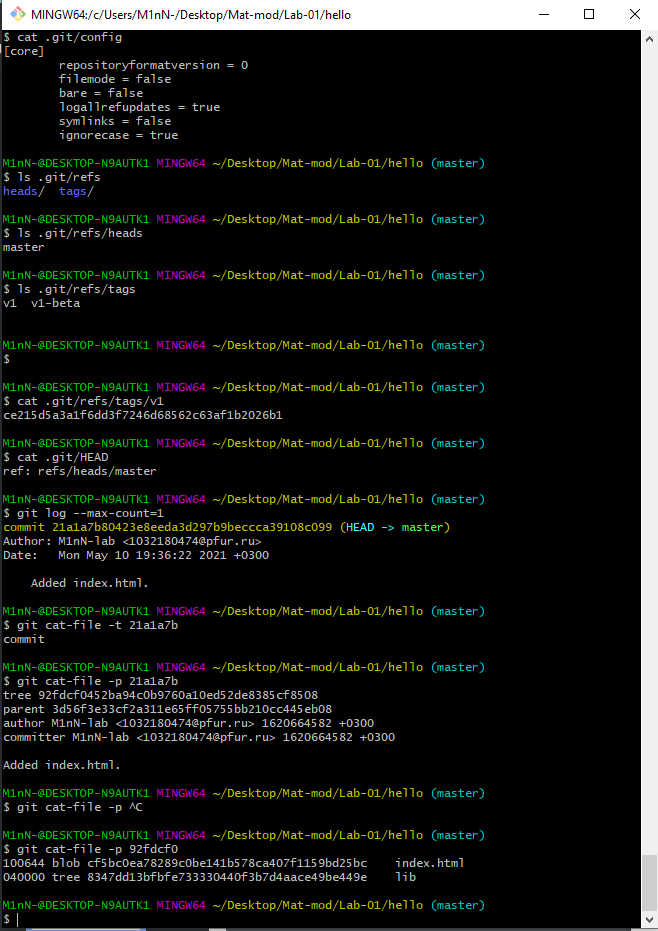 MINGW64:/c/Users/M1nN-/Desktop/Mat-mod/Lab-01/hello
$ cat .git/config
[core]
        repositoryformatversion = 0
        filemode = false
        bare = false
        logallrefupdates = true
        symlinks = false
        ignorecase = true
M1nN-@DESKTOP-N9AUTK1 MINGW64 ~/Desktop/Mat-mod/Lab-01/hello (master)
$ ls .git/refs
heads/  tags/
M1nN-@DESKTOP-N9AUTK1 MINGW64 ~/Desktop/Mat-mod/Lab-01/hello (master)
$ ls .git/refs/heads
master
M1nN-@DESKTOP-N9AUTK1 MINGW64 ~/Desktop/Mat-mod/Lab-01/hello (master)
$ ls .git/refs/tags
v1  v1-beta
M1nN-@DESKTOP-N9AUTK1 MINGW64 ~/Desktop/Mat-mod/Lab-01/hello (master)
$
M1nN-@DESKTOP-N9AUTK1 MINGW64 ~/Desktop/Mat-mod/Lab-01/hello (master)
$ cat .git/refs/tags/v1
ce215d5a3a1f6dd3f7246d68562c63af1b2026b1
M1nN-@DESKTOP-N9AUTK1 MINGW64 ~/Desktop/Mat-mod/Lab-01/hello (master)
$ cat .git/HEAD
ref: refs/heads/master
M1nN-@DESKTOP-N9AUTK1 MINGW64 ~/Desktop/Mat-mod/Lab-01/hello (master)
$ git log --max-count=1
commit 21a1a7b80423e8eeda3d297b9beccca39108c099 (HEAD -> master)
Author: M1nN-lab <1032180474@pfur.ru>
Date:   Mon May 10 19:36:22 2021 +0300
    Added index.html.
M1nN-@DESKTOP-N9AUTK1 MINGW64 ~/Desktop/Mat-mod/Lab-01/hello (master)
$ git cat-file -t 21a1a7b
commit
M1nN-@DESKTOP-N9AUTK1 MINGW64 ~/Desktop/Mat-mod/Lab-01/hello (master)
$ git cat-file -p 21a1a7b
tree 92fdcf0452ba94c0b9760a10ed52de8385cf8508
parent 3d56f3e33cf2a311e65ff05755bb210cc445eb08
author M1nN-lab <1032180474@pfur.ru> 1620664582 +0300
committer M1nN-lab <1032180474@pfur.ru> 1620664582 +0300
Added index.html.
M1nN-@DESKTOP-N9AUTK1 MINGW64 ~/Desktop/Mat-mod/Lab-01/hello (master)
$ git cat-file -p ^C
M1nN-@DESKTOP-N9AUTK1 MINGW64 ~/Desktop/Mat-mod/Lab-01/hello (master)
$ git cat-file -p 92fdcf0
100644 blob cf5bc0ea78289c0be141b578ca407f1159bd25bc    index.html
040000 tree 8347dd13bfbfe733330440f3b7d4aace49be449e    lib
M1nN-@DESKTOP-N9AUTK1 MINGW64 ~/Desktop/Mat-mod/Lab-01/hello (master)
$